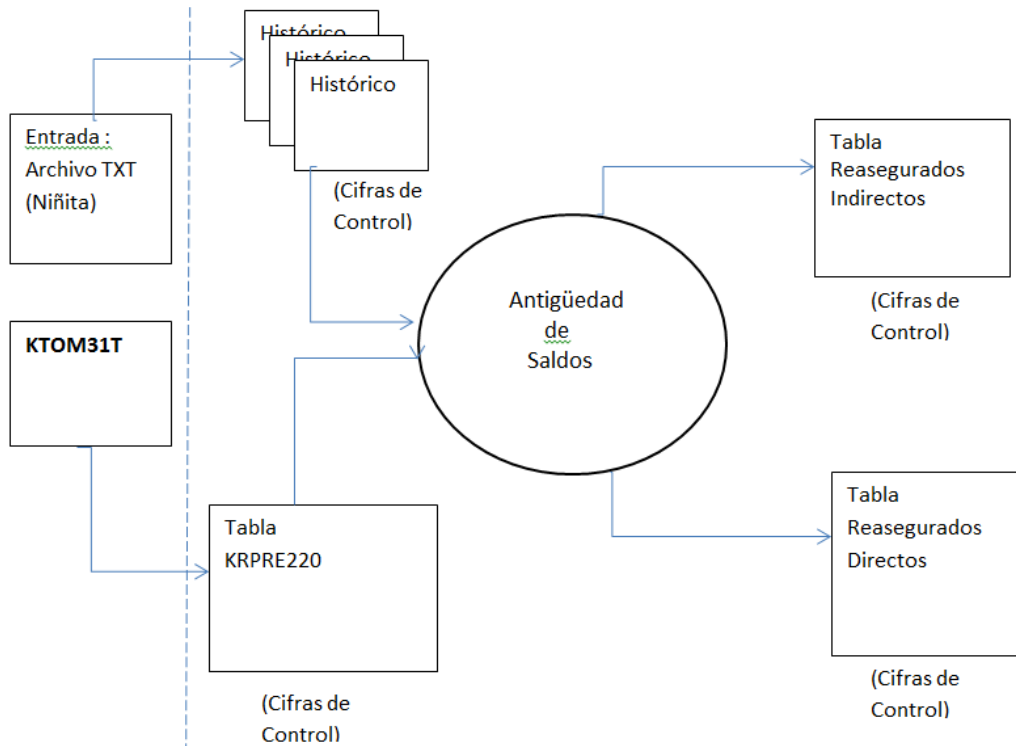 Histórico
Histórico
Histórico
(Cifras de
Control)
Entrada :
Archivo TXT
(Niñita)
KTOM31T
Tabla
KRPRE220
(Cifras de
Control)
Antigüedad
de
Saldos
Tabla
Reasegurados
Indirectos
(Cifras de
Control)
Tabla
Reasegurados
Directos
(Cifras de
Control)